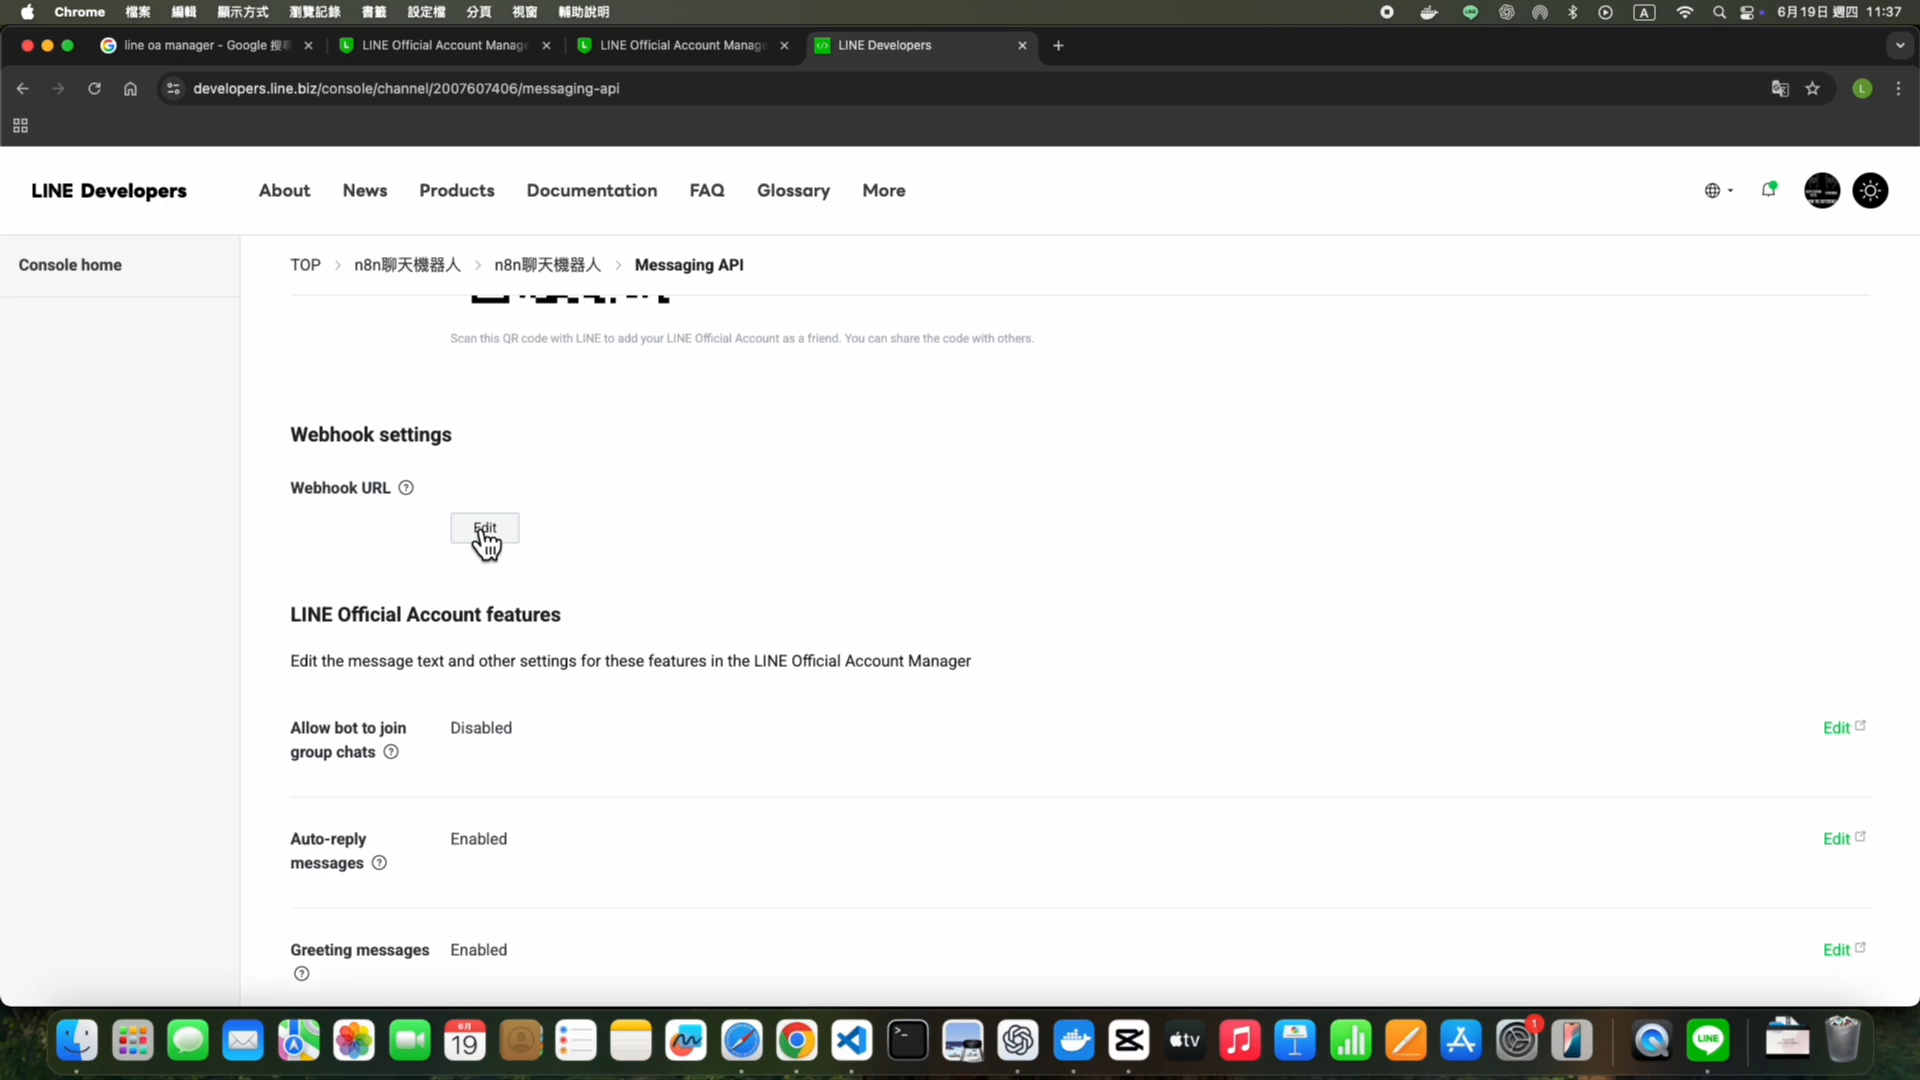 Chrome 檔案 編輯 顯示方式 瀏覽記錄 書籤 設定檔 分頁 視窗 輔助說明 A 6月19日 週四 11:37
line oa manager - Google 搜 LINE Official Account Manage LINE Official Account Manage LINE Developers
developers.line.biz/console/channel/2007607406/messaging-api L
LINE Developers About News Products Documentation FAQ Glossary More
Console home
TOP > n8n聊天機器人 > n8n聊天機器人 > Messaging API
Scan this QR code with LINE to add your LINE Official Account as a friend. You can share the code with others.
Webhook settings
Webhook URL ?
Edit
LINE Official Account features
Edit the message text and other settings for these features in the LINE Official Account Manager
Allow bot to join group chats ? Disabled Edit
Auto-reply messages ? Enabled Edit
Greeting messages ? Enabled Edit
6月
19
tv
1
LINE